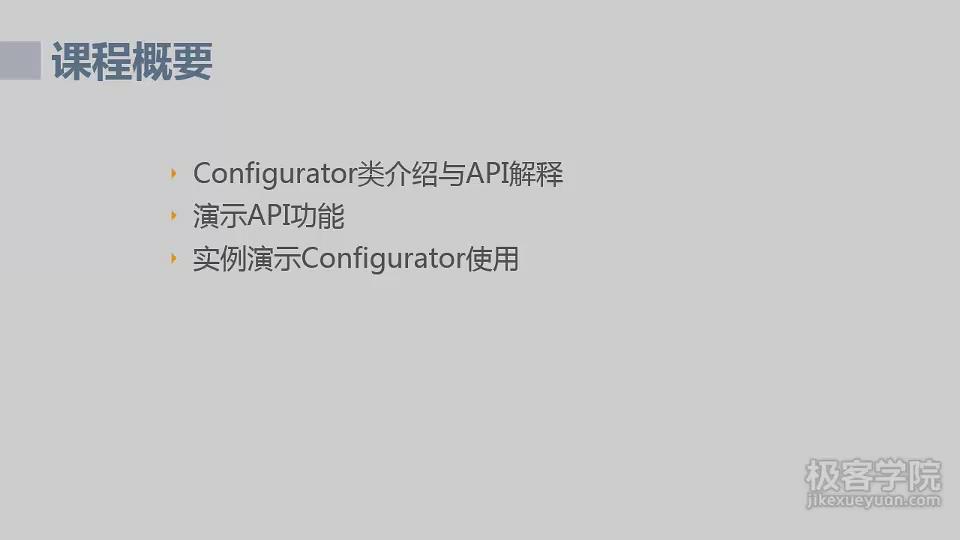 课程概要
Configurator类介绍与API解释
演示API功能
实例演示Configurator使用
极客学院
jikexueyuan.com